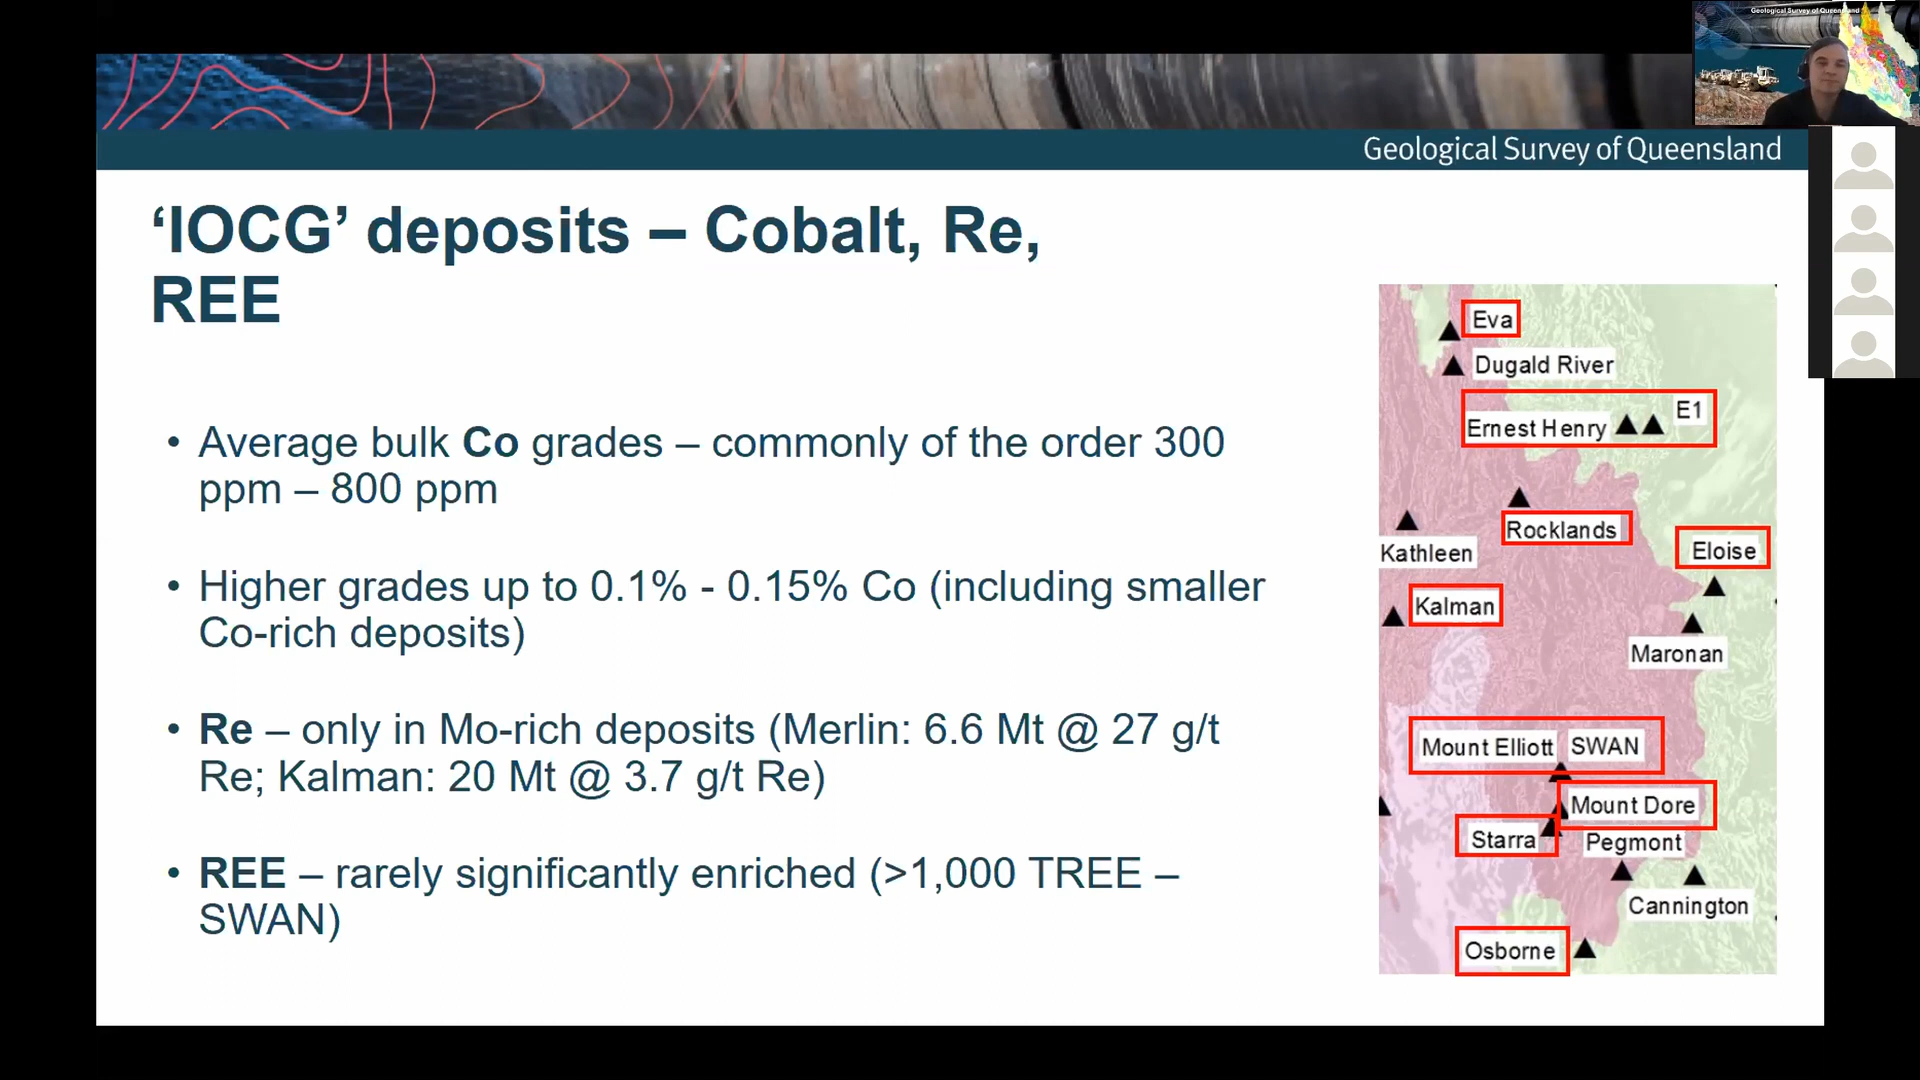 Geological Survey of Queensland
Geological Survey of Queensland
‘IOCG’ deposits – Cobalt, Re,
REE
• Average bulk Co grades – commonly of the order 300
ppm – 800 ppm
• Higher grades up to 0.1% - 0.15% Co (including smaller
Co-rich deposits)
• Re – only in Mo-rich deposits (Merlin: 6.6 Mt @ 27 g/t
Re; Kalman: 20 Mt @ 3.7 g/t Re)
• REE – rarely significantly enriched (>1,000 TREE –
SWAN)
Eva
Dugald River
E1
Ernest Henry
Rocklands
Eloise
Kathleen
Kalman
Maronan
Mount Elliott SWAN
Mount Dore
Starra
Pegmont
Cannington
Osborne